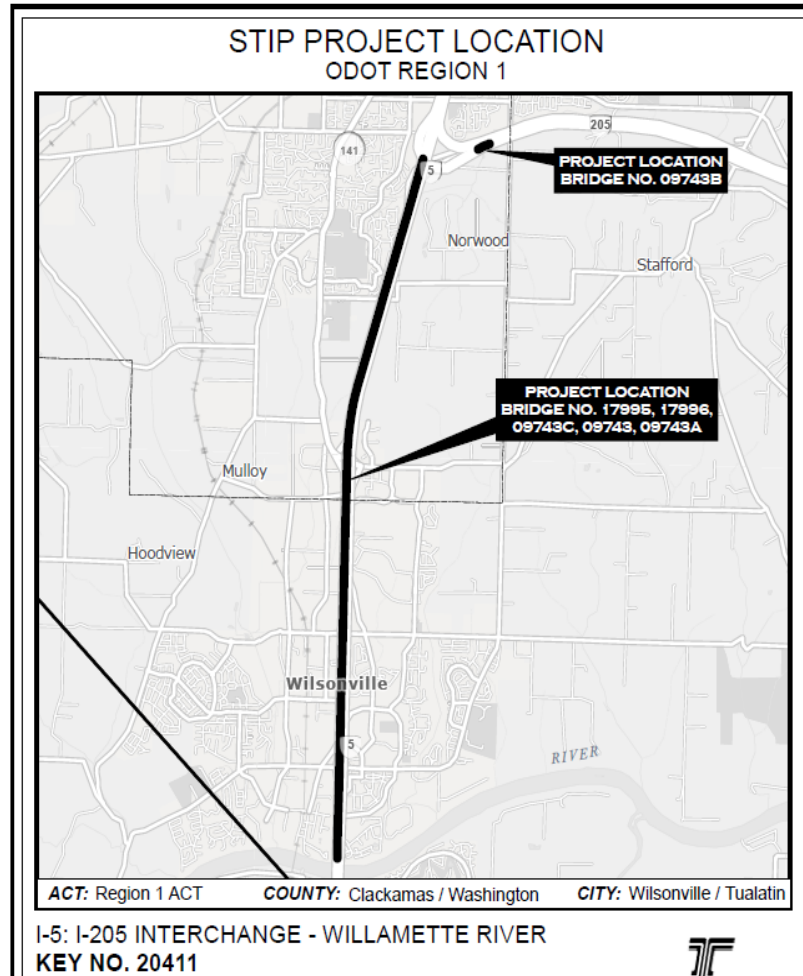 STIP PROJECT LOCATION
ODOT REGION 1
205
141
5
PROJECT LOCATION
BRIDGE NO. 09743B
Norwood
Stafford
PROJECT LOCATION
BRIDGE NO. 17995, 17996,
09743C, 09743, 09743A
Mulloy
Hoodview
Wilsonville
5
RIVER
ACT: Region 1 ACT COUNTY: Clackamas / Washington CITY: Wilsonville / Tualatin
I-5: I-205 INTERCHANGE - WILLAMETTE RIVER
KEY NO. 20411